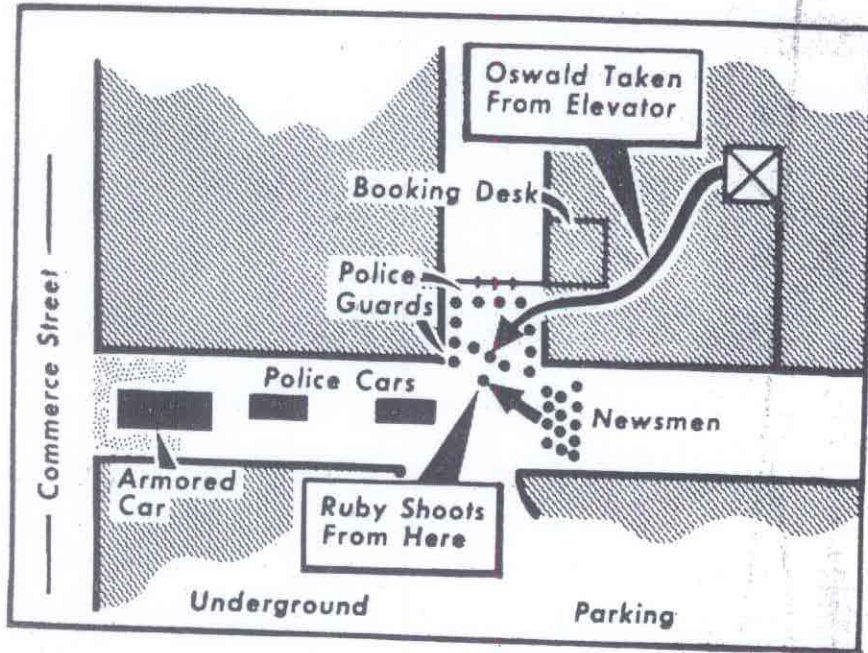 Oswald Taken
From Elevator
Booking Desk
Police
Guards
Commerce Street
Police Cars
Newsmen
Armored
Car
Ruby Shoots
From Here
Underground
Parking